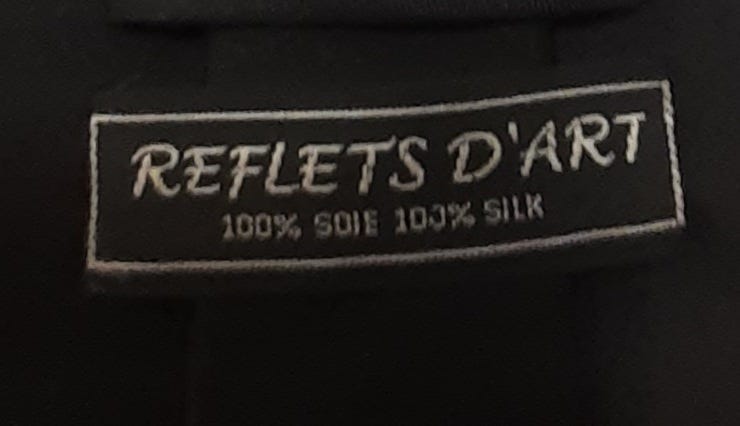 REFLETS D'ART
100% SOIE 100% SILK